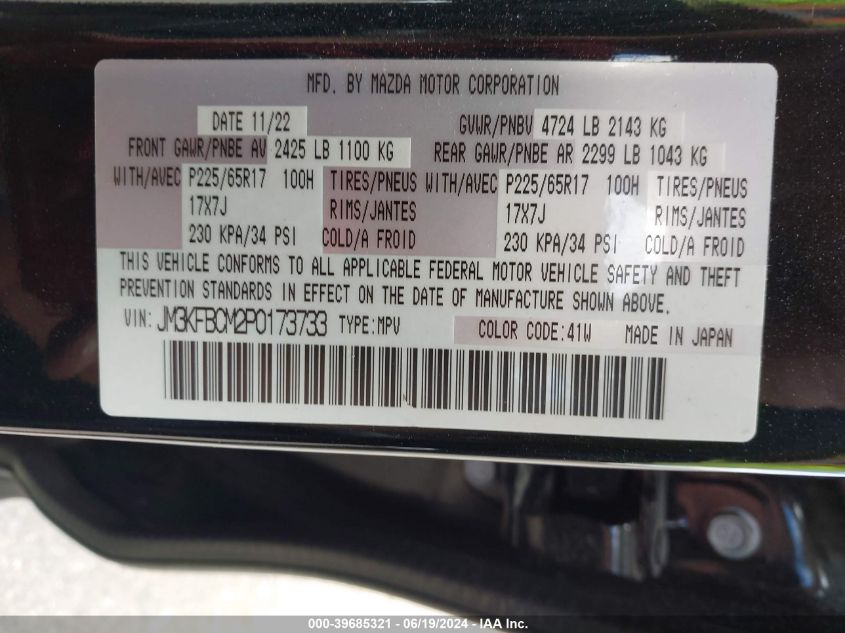 MFD. BY MAZDA MOTOR CORPORATION
DATE 11/22 GVWR/PNBV 4724 LB 2143 KG
FRONT GAWR/PNBE AV 2425 LB 1100 KG REAR GAWR/PNBE AR 2299 LB 1043 KG
WITH/AVEC P225/65R17 100H TIRES/PNEUS WITH/AVEC P225/65R17 100H TIRES/PNEUS
17X7J RIMS/JANTES 17X7J RIMS/JANTES
230 KPA/34 PSI COLD/A FROID 230 KPA/34 PSI COLD/A FROID
THIS VEHICLE CONFORMS TO ALL APPLICABLE FEDERAL MOTOR VEHICLE SAFETY AND THEFT
PREVENTION STANDARDS IN EFFECT ON THE DATE OF MANUFACTURE SHOWN ABOVE.
VIN: JM3KFBCM2P0173733 TYPE:MPV COLOR CODE:41W MADE IN JAPAN
000-39685321 - 06/19/2024 - IAA Inc.